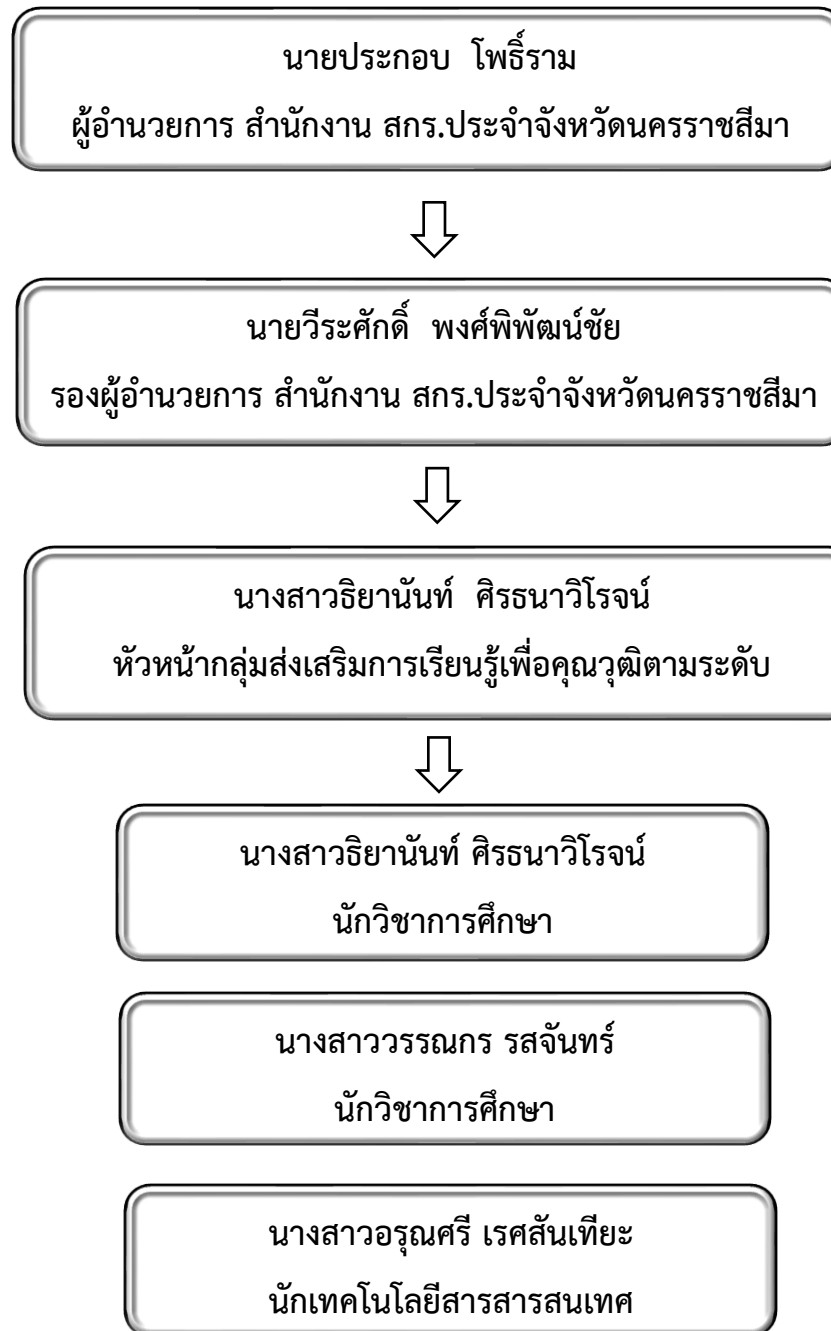 นายประกอบ  โพธิ์ราม
ผู้อำนวยการ สำนักงาน สกร.ประจำจังหวัดนครราชสีมา
นายวีระศักดิ์  พงศ์พิพัฒน์ชัย
รองผู้อำนวยการ สำนักงาน สกร.ประจำจังหวัดนครราชสีมา
นางสาวธิยานันท์  ศิรธนาวิโรจน์
หัวหน้ากลุ่มส่งเสริมการเรียนรู้เพื่อคุณวุฒิตามระดับ
นางสาวธิยานันท์ ศิรธนาวิโรจน์
นักวิชาการศึกษา
นางสาววรรณกร รสจันทร์
นักวิชาการศึกษา
นางสาวอรุณศรี เรศสันเทียะ
นักเทคโนโลยีสารสารสนเทศ